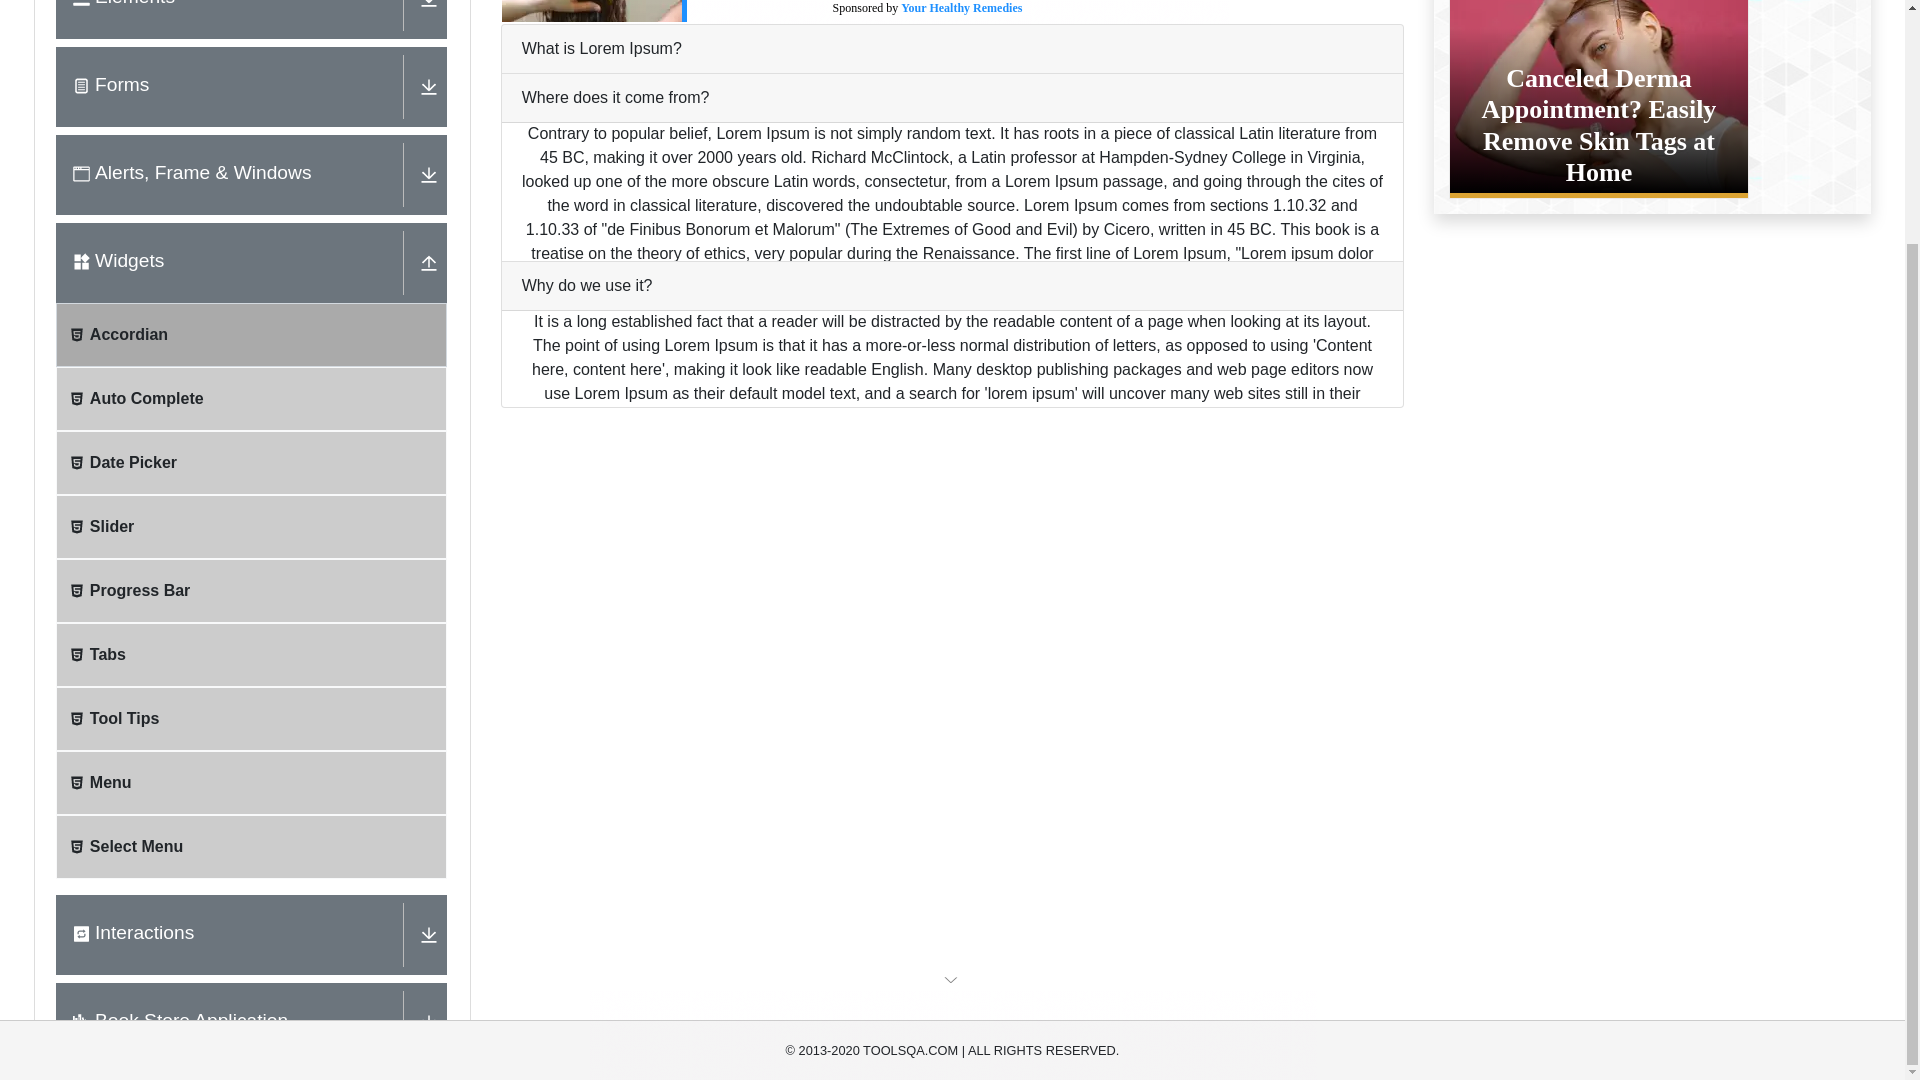 Elements
Forms
Alerts, Frame & Windows
Widgets
Accordian
Auto Complete
Date Picker
Slider
Progress Bar
Tabs
Tool Tips
Menu
Select Menu
Interactions
Book Store Application
Sponsored by Your Healthy Remedies
What is Lorem Ipsum?
Where does it come from?
Contrary to popular belief, Lorem Ipsum is not simply random text. It has roots in a piece of classical Latin literature from
45 BC, making it over 2000 years old. Richard McClintock, a Latin professor at Hampden-Sydney College in Virginia,
looked up one of the more obscure Latin words, consectetur, from a Lorem Ipsum passage, and going through the cites of
the word in classical literature, discovered the undoubtable source. Lorem Ipsum comes from sections 1.10.32 and
1.10.33 of "de Finibus Bonorum et Malorum" (The Extremes of Good and Evil) by Cicero, written in 45 BC. This book is a
treatise on the theory of ethics, very popular during the Renaissance. The first line of Lorem Ipsum, "Lorem ipsum dolor
Why do we use it?
It is a long established fact that a reader will be distracted by the readable content of a page when looking at its layout.
The point of using Lorem Ipsum is that it has a more-or-less normal distribution of letters, as opposed to using 'Content
here, content here', making it look like readable English. Many desktop publishing packages and web page editors now
use Lorem Ipsum as their default model text, and a search for 'lorem ipsum' will uncover many web sites still in their
Canceled Derma
Appointment? Easily
Remove Skin Tags at
Home
© 2013-2020 TOOLSQA.COM | ALL RIGHTS RESERVED.